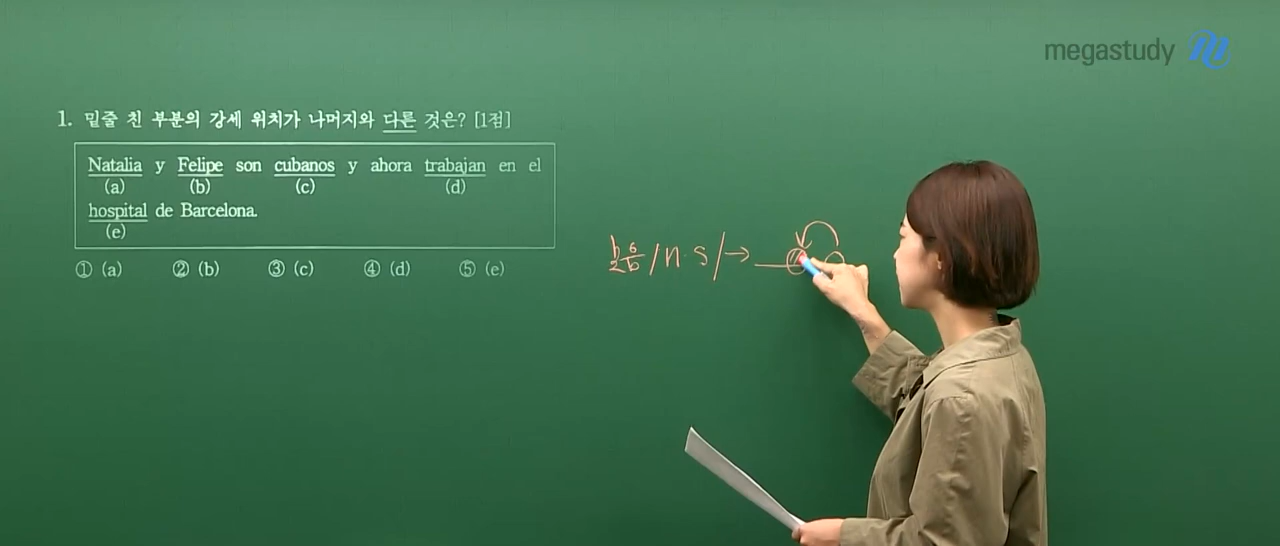 megastudy
1. 밑줄 친 부분의 강세 위치가 나머지와 다른 것은? [1점]
Natalia y Felipe son cubanos y ahora trabajan en el
(a) (b) (c) (d)
hospital de Barcelona.
(e)
① (a) ② (b) ③ (c) ④ (d) ⑤ (e)
모음/n·s/→